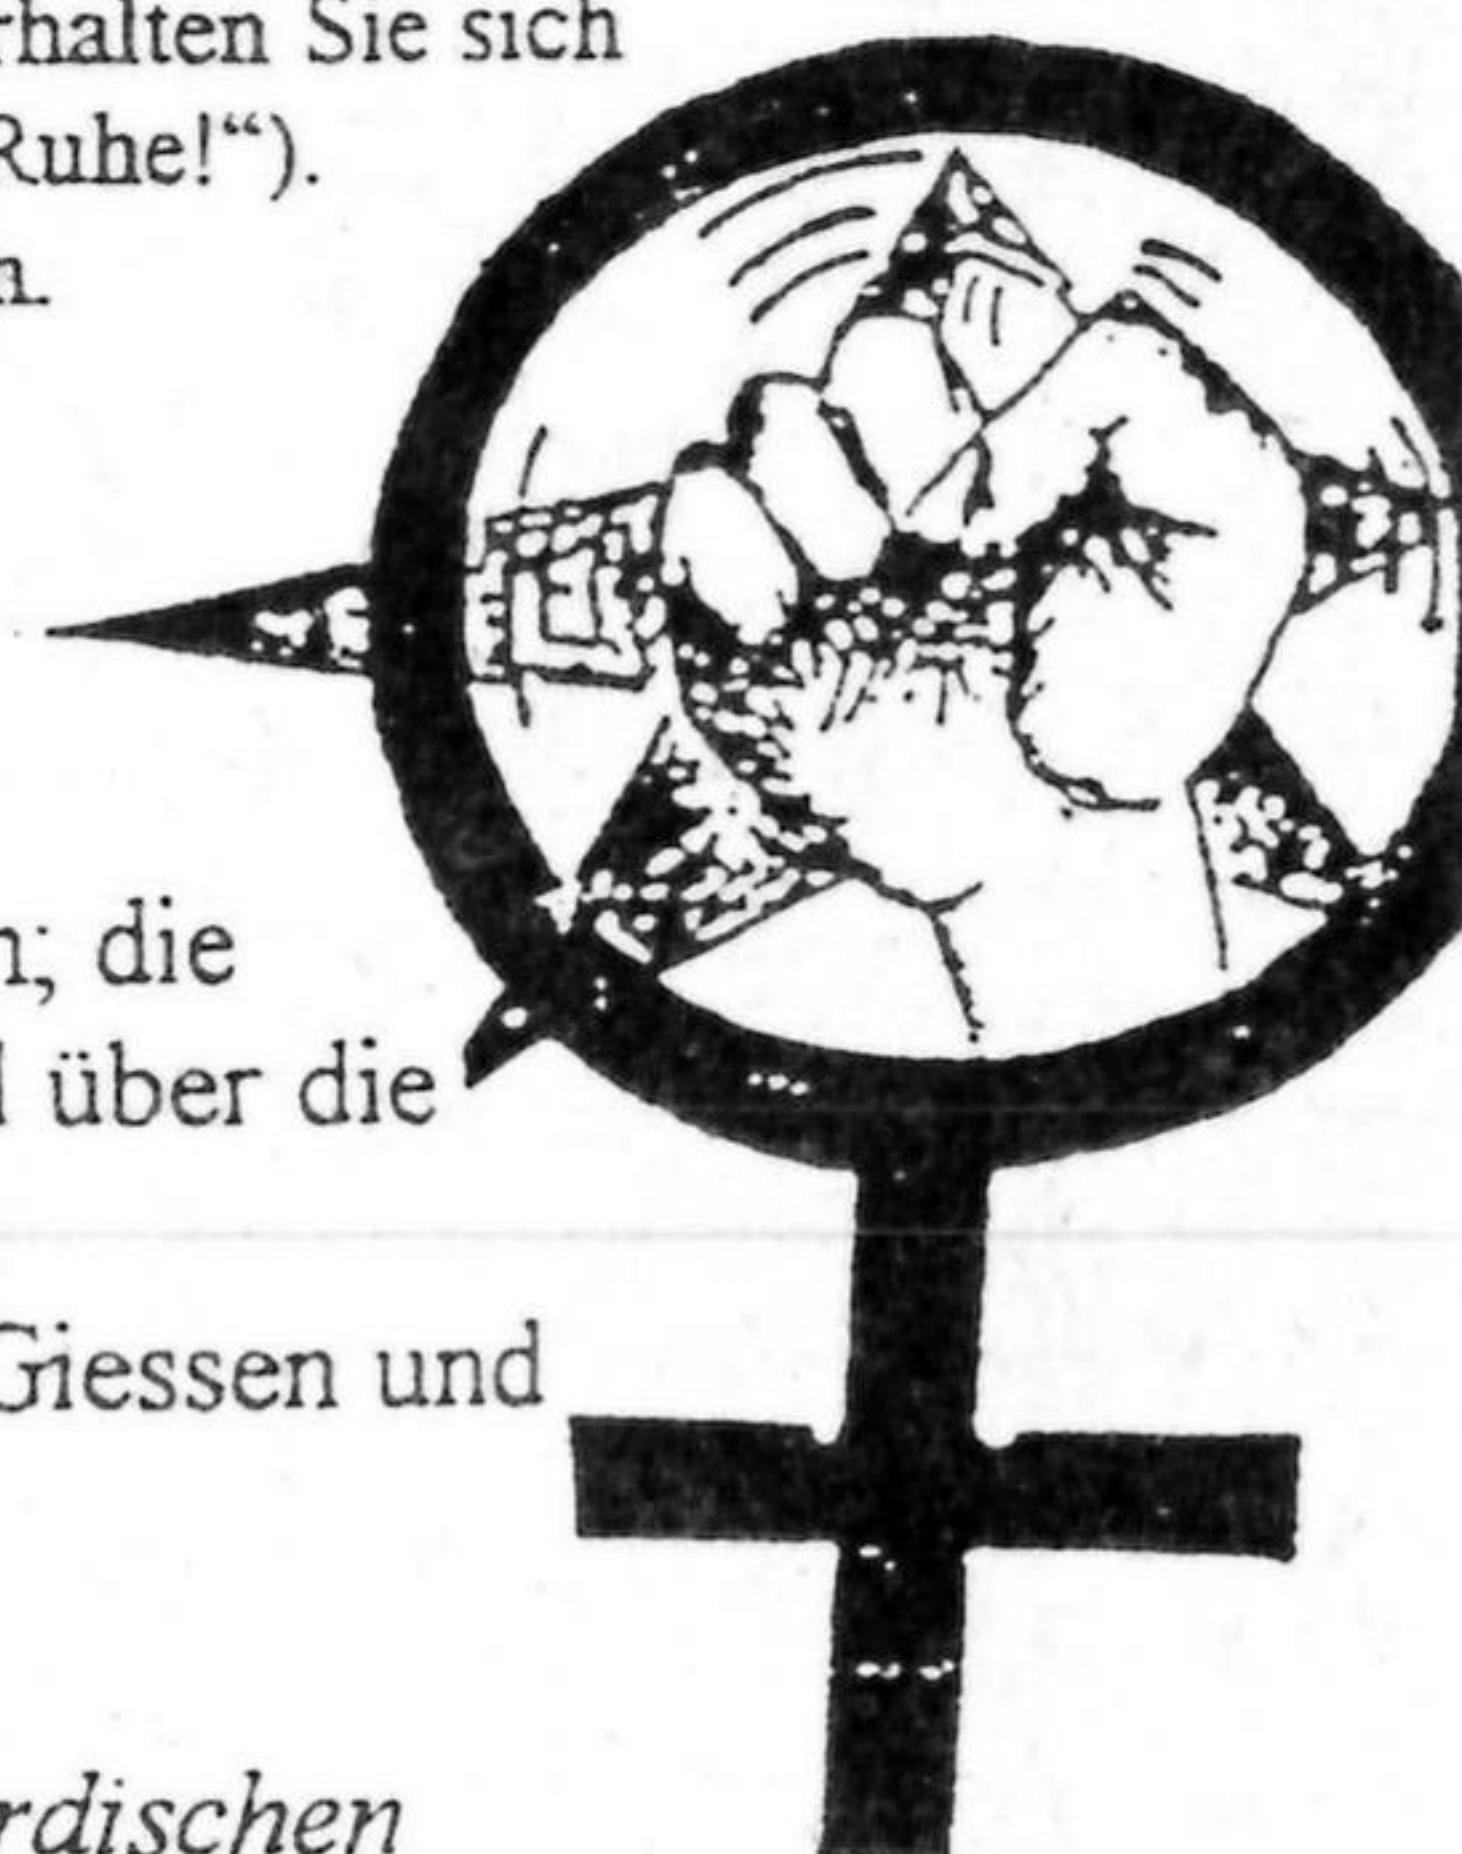 rhalten Sie sich
Ruhe!“).
n.
n; die
d über die
Giessen und
rdischen